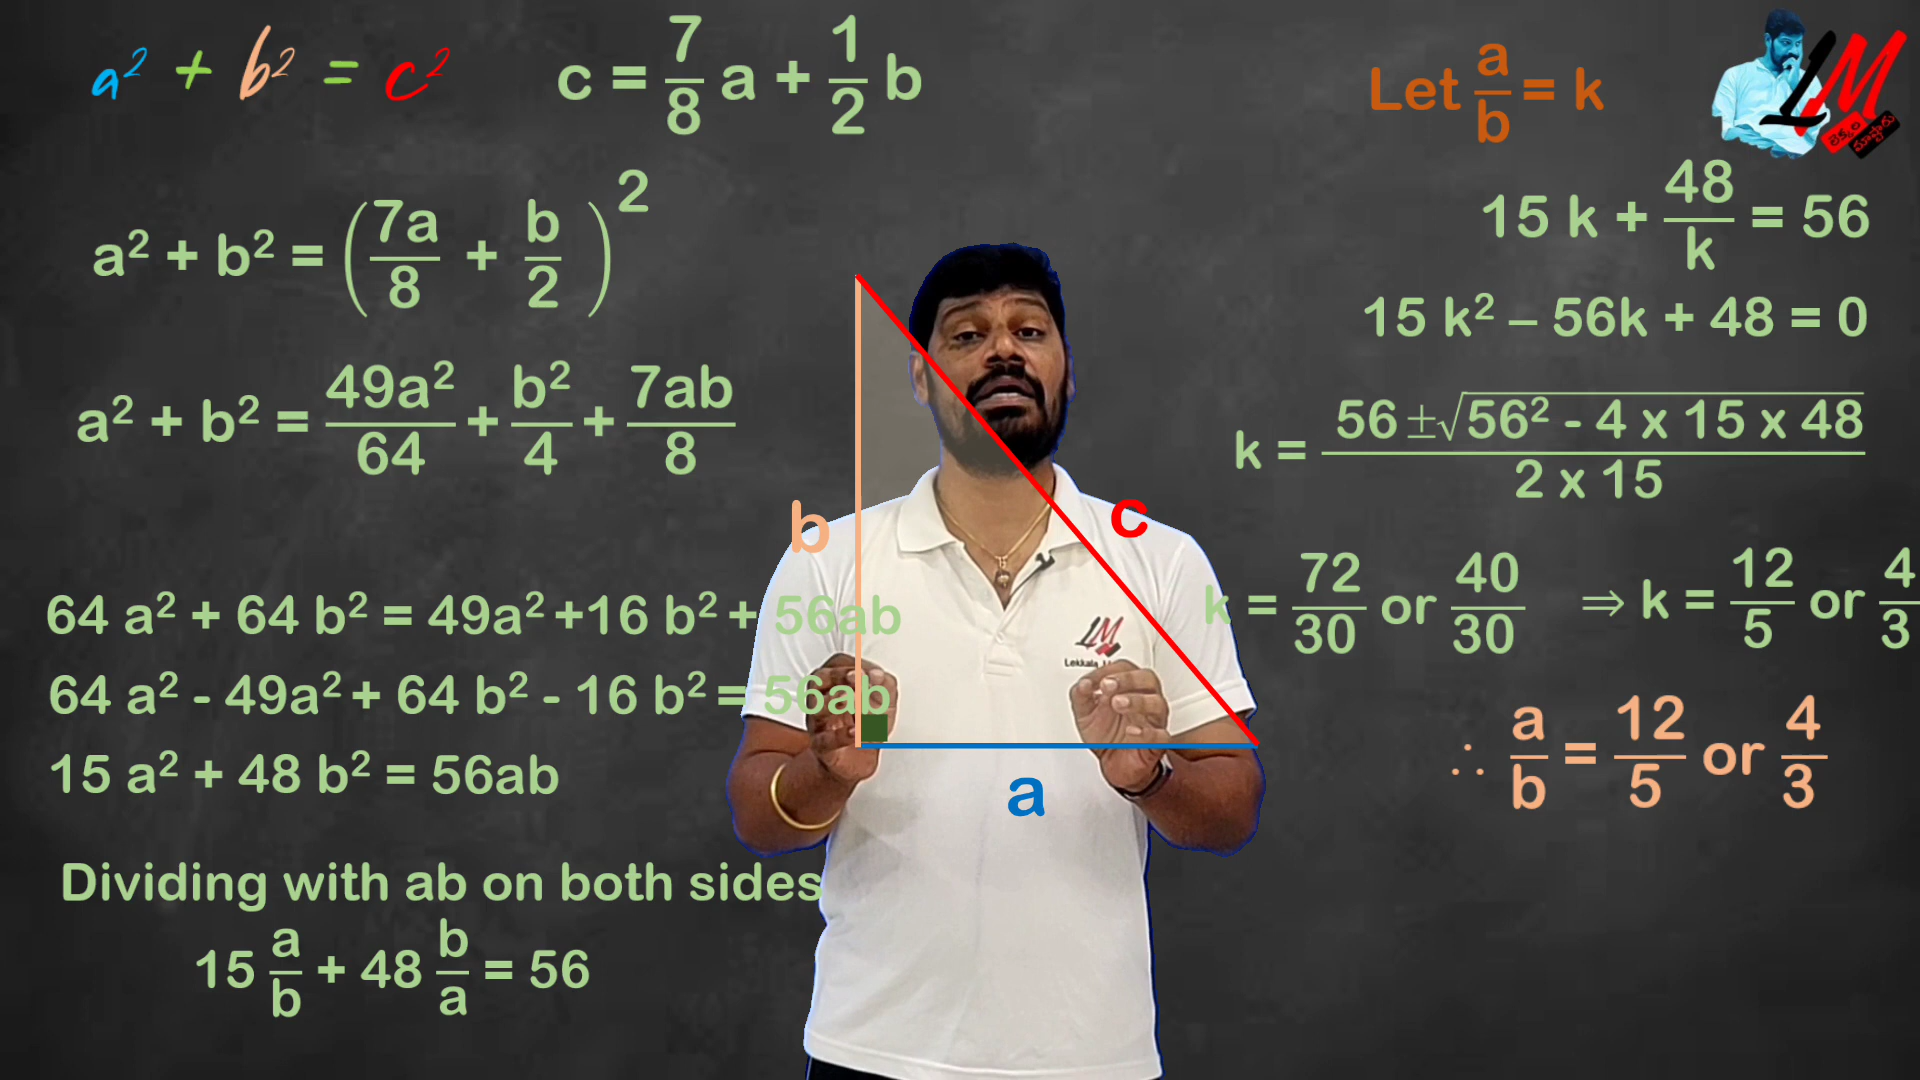 a² + b² = c²
c = 7/8 a + 1/2 b
a² + b² = (7a/8 + b/2)²
a² + b² = 49a²/64 + b²/4 + 7ab/8
64 a² + 64 b² = 49a² +16 b² + 56ab
64 a² - 49a² + 64 b² - 16 b² = 56ab
15 a² + 48 b² = 56ab
Dividing with ab on both sides
15 a/b + 48 b/a = 56
b
c
a
LM
Lekkala
Let a/b = k
LM
లెక్కల
మాష్టారు
15 k + 48/k = 56
15 k² – 56k + 48 = 0
k = 56 ±√56² - 4 x 15 x 48 / 2 x 15
k = 72/30 or 40/30 ⇒ k = 12/5 or 4/3
∴ a/b = 12/5 or 4/3